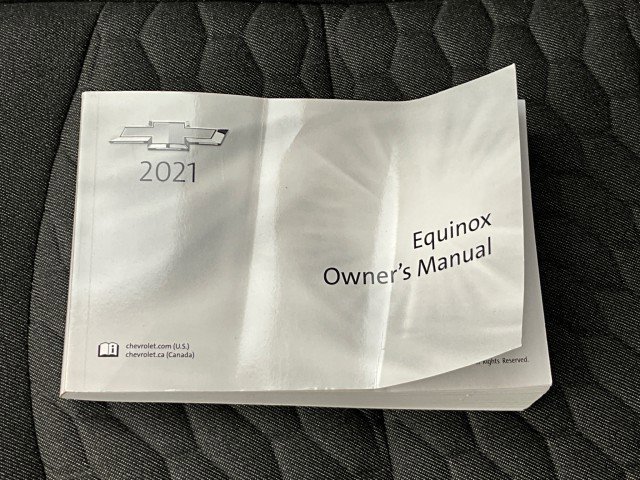 2021
Equinox
Owner's Manual
chevrolet.com (U.S.)
chevrolet.ca (Canada)
Rights Reserved.